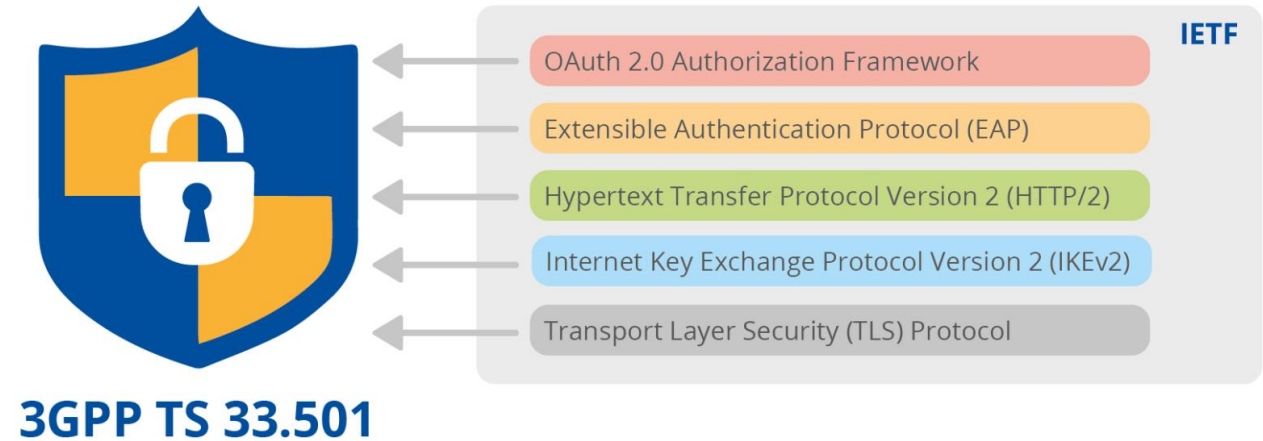 IETF
OAuth 2.0 Authorization Framework
Extensible Authentication Protocol (EAP)
Hypertext Transfer Protocol Version 2 (HTTP/2)
Internet Key Exchange Protocol Version 2 (IKEv2)
Transport Layer Security (TLS) Protocol
3GPP TS 33.501